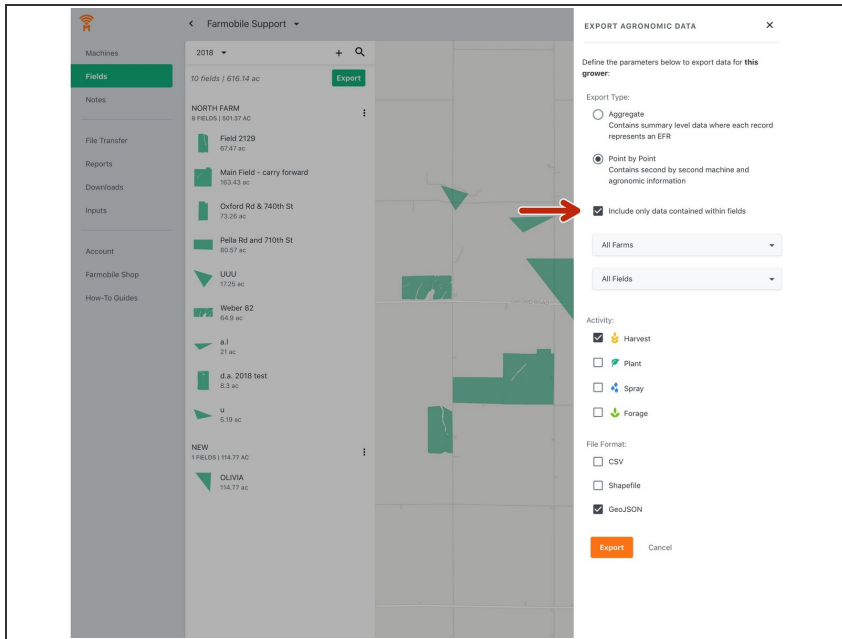 Farmobile Support
Machines
Fields
Notes
File Transfer
Reports
Downloads
Inputs
Account
Farmobile Shop
How-To Guides
2018
10 fields | 616.14 ac
Export
NORTH FARM
9 FIELDS | 501.37 AC
Field 2129
67.47 ac
Main Field - carry forward
163.43 ac
Oxford Rd & 740th St
73.26 ac
Pella Rd and 710th St
80.57 ac
UUU
17.25 ac
Weber 82
64.9 ac
a.l
21 ac
d.a. 2018 test
8.3 ac
u
5.19 ac
NEW
1 FIELDS | 114.77 AC
OLIVIA
114.77 ac
EXPORT AGRONOMIC DATA
Define the parameters below to export data for this
grower:
Export Type:
Aggregate
Contains summary level data where each record
represents an EFR
Point by Point
Contains second by second machine and
agronomic information
Include only data contained within fields
All Farms
All Fields
Activity:
Harvest
Plant
Spray
Forage
File Format:
CSV
Shapefile
GeoJSON
Export Cancel